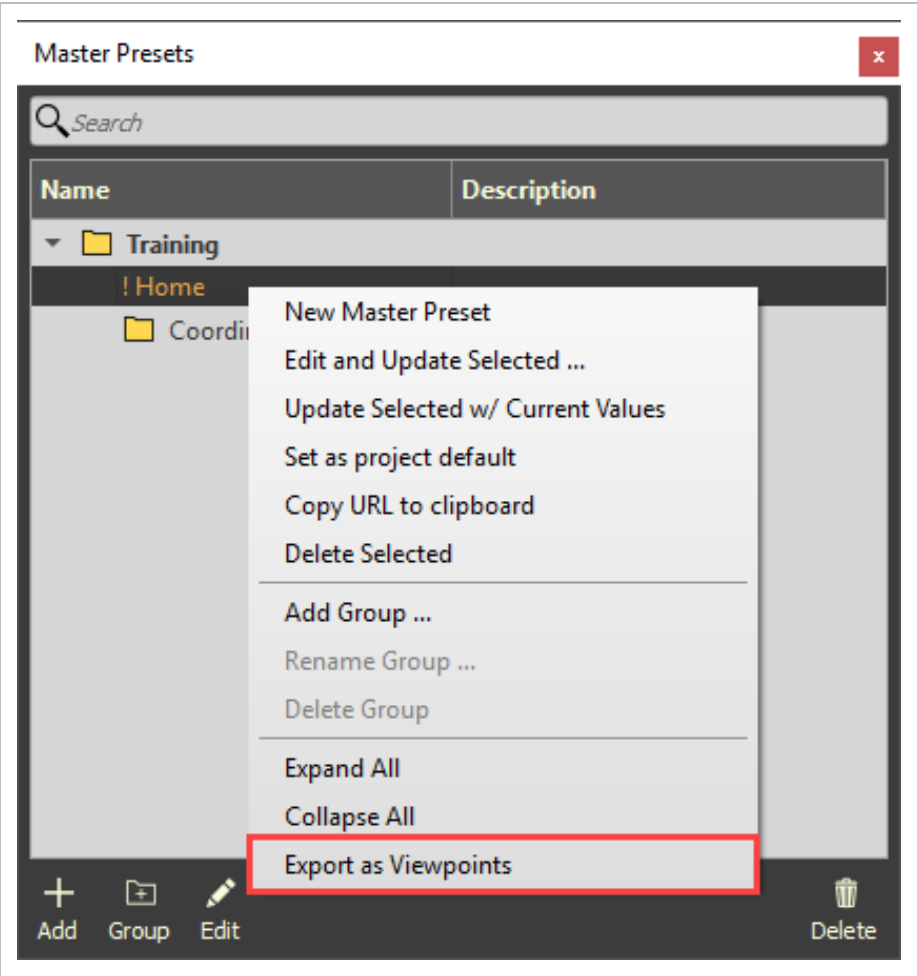 Master Presets
x
Search
Name Description
Training
! Home
New Master Preset
Coordi
Edit and Update Selected ...
Update Selected w/ Current Values
Set as project default
Copy URL to clipboard
Delete Selected
Add Group ...
Rename Group ...
Delete Group
Expand All
Collapse All
Export as Viewpoints
Add Group Edit Delete